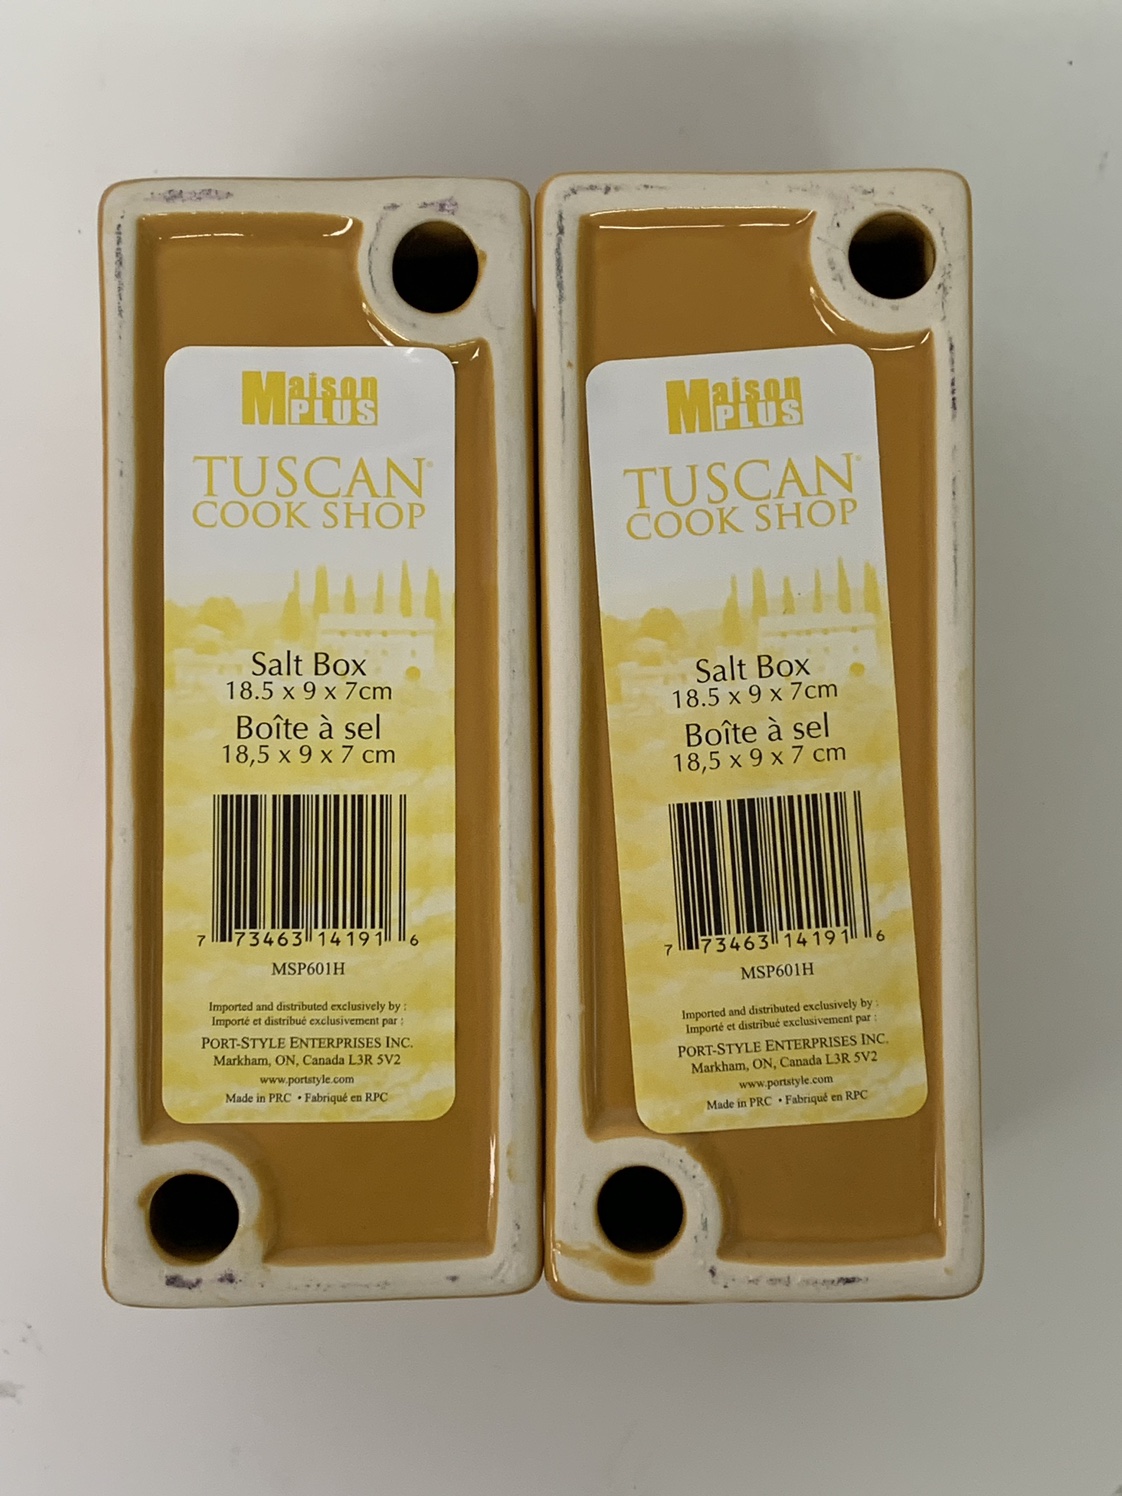 Maison
PLUS
TUSCAN®
COOK SHOP
Salt Box
18.5 x 9 x 7cm
Boîte à sel
18,5 x 9 x 7 cm
7 73463 14191 6
MSP601H
Imported and distributed exclusively by :
Importé et distribué exclusivement par :
PORT-STYLE ENTERPRISES INC.
Markham, ON, Canada L3R 5V2
www.portstyle.com
Made in PRC • Fabriqué en RPC
Maison
PLUS
TUSCAN®
COOK SHOP
Salt Box
18.5 x 9 x 7cm
Boîte à sel
18,5 x 9 x 7 cm
7 73463 14191 6
MSP601H
Imported and distributed exclusively by :
Importé et distribué exclusivement par :
PORT-STYLE ENTERPRISES INC.
Markham, ON, Canada L3R 5V2
www.portstyle.com
Made in PRC • Fabriqué en RPC